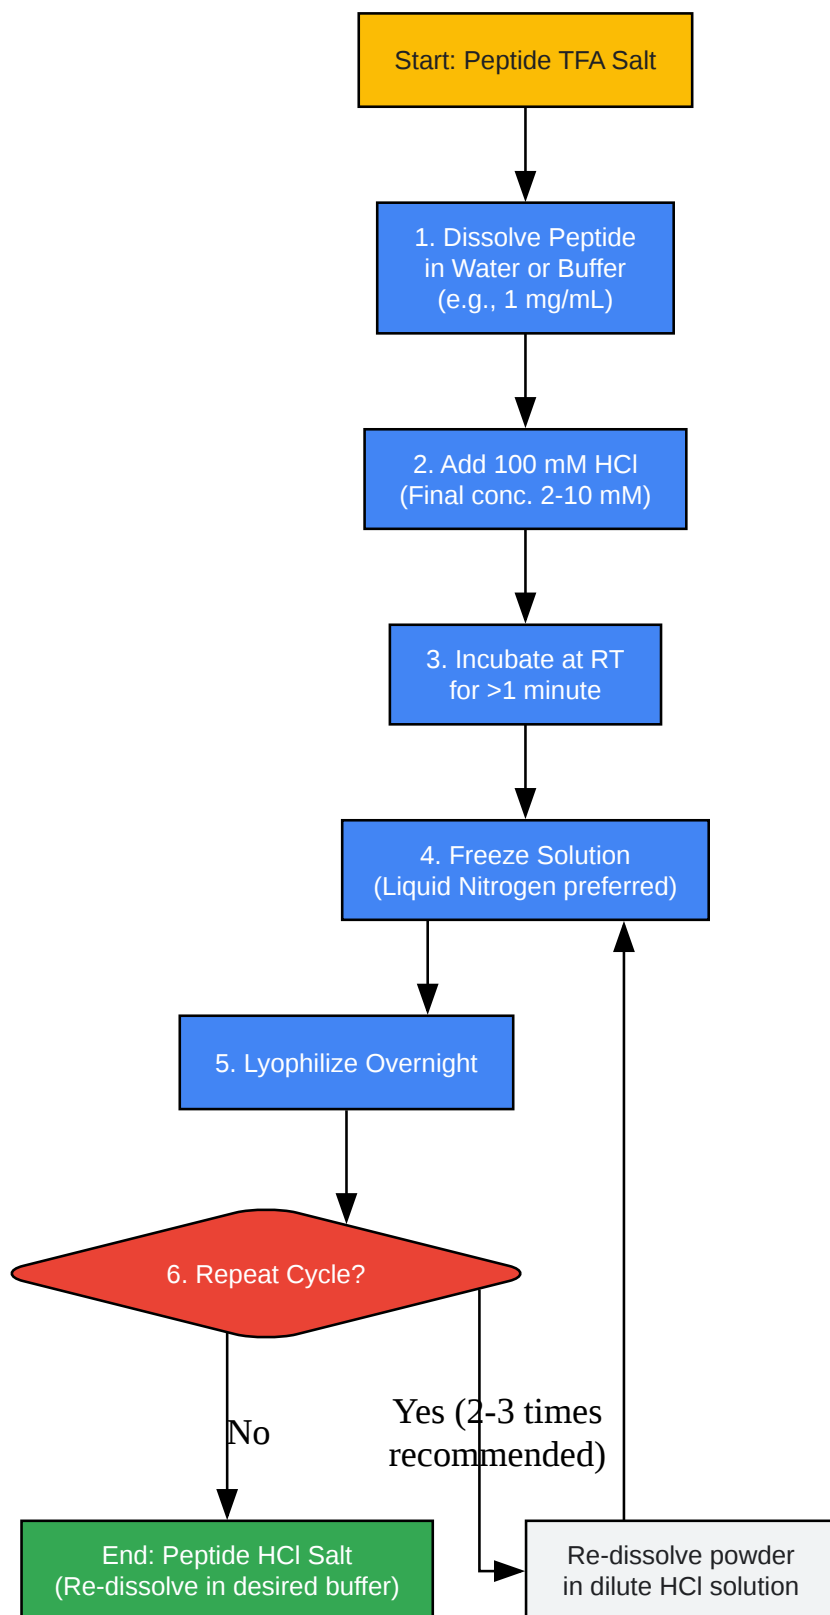 Start: Peptide TFA Salt
1. Dissolve Peptide
in Water or Buffer
(e.g., 1 mg/mL)
2. Add 100 mM HCl
(Final conc. 2-10 mM)
3. Incubate at RT
for >1 minute
4. Freeze Solution
(Liquid Nitrogen preferred)
5. Lyophilize Overnight
6. Repeat Cycle?
No
Yes (2-3 times
recommended)
End: Peptide HCl Salt
(Re-dissolve in desired buffer)
Re-dissolve powder
in dilute HCl solution